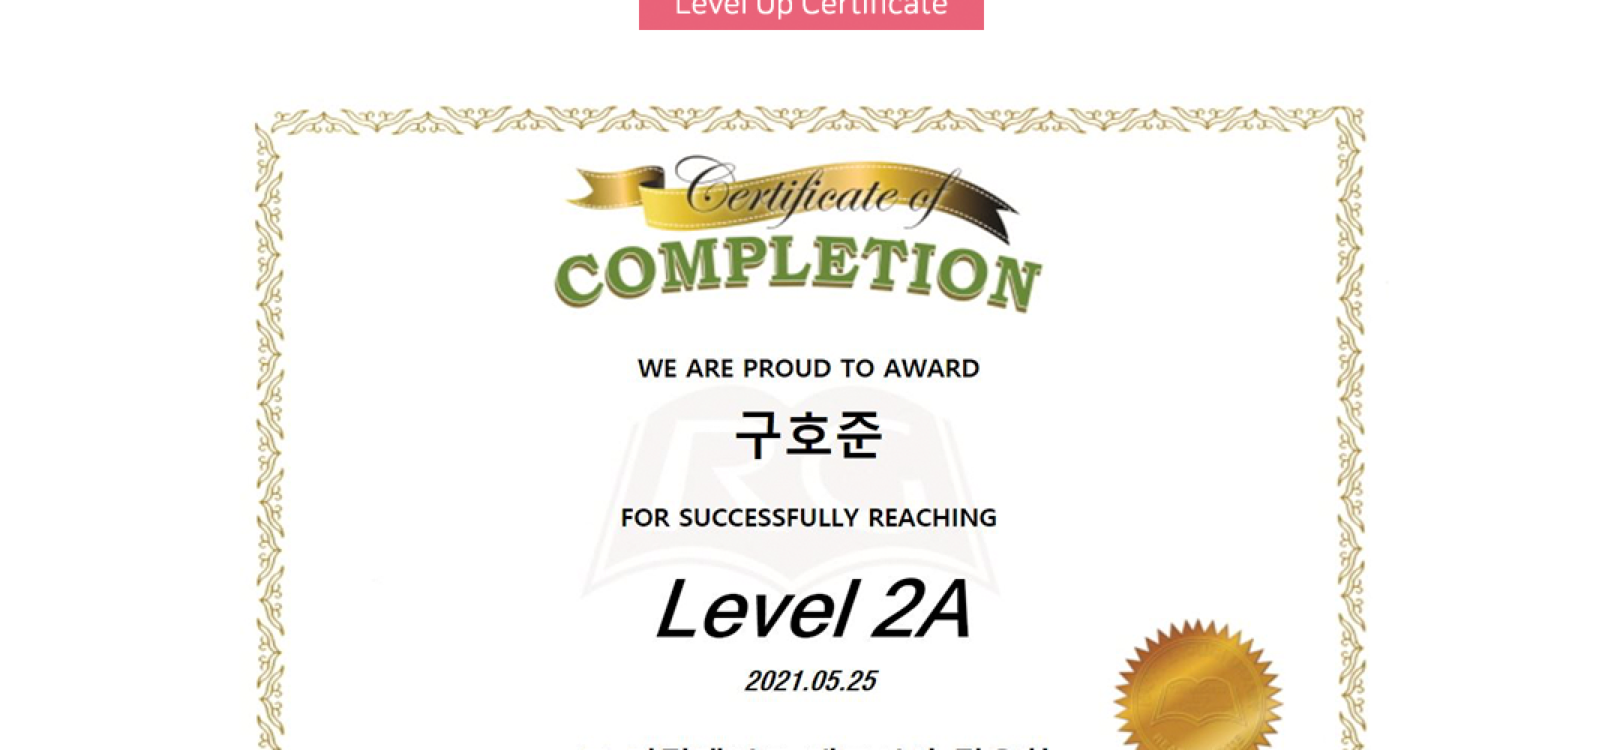 Level Up Certificate
Certificate of
COMPLETION
WE ARE PROUD TO AWARD
구호준
RG
FOR SUCCESSFULLY REACHING
Level 2A
2021.05.25